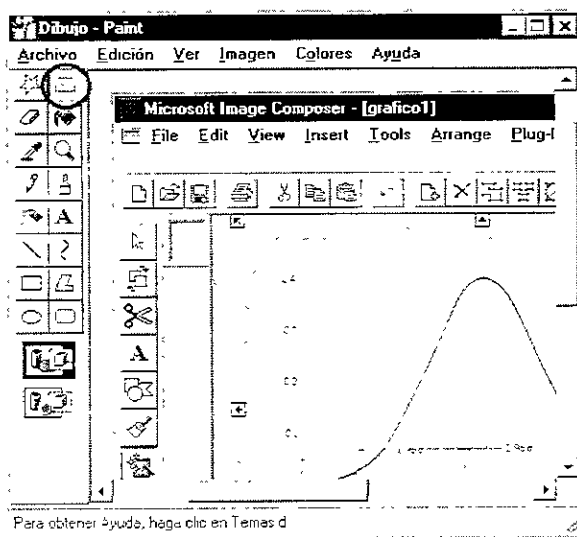 Dibujo - Paint
Archivo Edición Ver Imagen Colores Ayuda
Microsoft Image Composer - [grafico1]
File Edit View Insert Tools Arrange Plug-I
A
A
Para obtener Ayuda, haga clic en Temas d